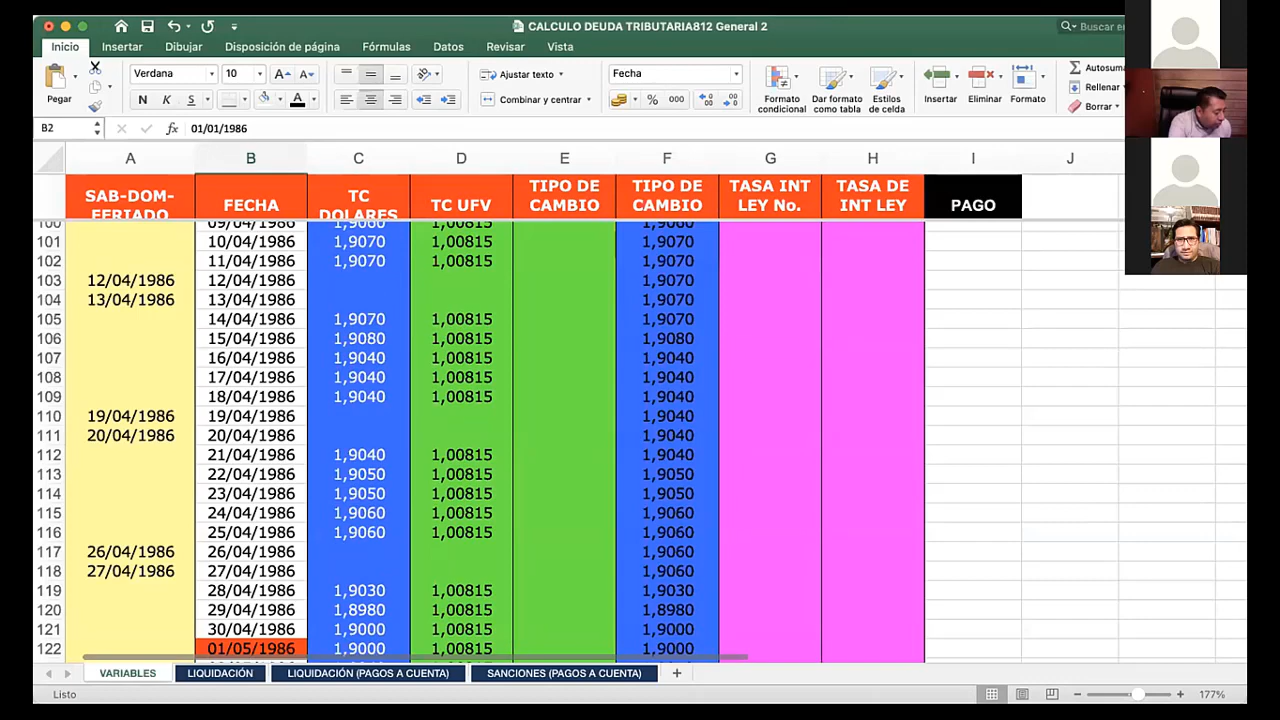 CALCULO DEUDA TRIBUTARIA812 General 2
Buscar en
Inicio Insertar Dibujar Disposición de página Fórmulas Datos Revisar Vista
Pegar
Verdana 10
N K S
A A
Ajustar texto
Combinar y centrar
Fecha
% 000
Formato condicional
Dar formato como tabla
Estilos de celda
Insertar
Eliminar
Formato
Autosuma
Rellenar
Borrar
B2 fx 01/01/1986
A B C D E F G H I J
SAB-DOM-FERIADO FECHA TC DOLARES TC UFV TIPO DE CAMBIO TIPO DE CAMBIO TASA INT LEY No. TASA DE INT LEY PAGO
100 09/04/1986 1,9060 1,00815 1,9060
101 10/04/1986 1,9070 1,00815 1,9070
102 11/04/1986 1,9070 1,00815 1,9070
103 12/04/1986 12/04/1986 1,9070
104 13/04/1986 13/04/1986 1,9070
105 14/04/1986 1,9070 1,00815 1,9070
106 15/04/1986 1,9080 1,00815 1,9080
107 16/04/1986 1,9040 1,00815 1,9040
108 17/04/1986 1,9040 1,00815 1,9040
109 18/04/1986 1,9040 1,00815 1,9040
110 19/04/1986 19/04/1986 1,9040
111 20/04/1986 20/04/1986 1,9040
112 21/04/1986 1,9040 1,00815 1,9040
113 22/04/1986 1,9050 1,00815 1,9050
114 23/04/1986 1,9050 1,00815 1,9050
115 24/04/1986 1,9060 1,00815 1,9060
116 25/04/1986 1,9060 1,00815 1,9060
117 26/04/1986 26/04/1986 1,9060
118 27/04/1986 27/04/1986 1,9060
119 28/04/1986 1,9030 1,00815 1,9030
120 29/04/1986 1,8980 1,00815 1,8980
121 30/04/1986 1,9000 1,00815 1,9000
122 01/05/1986 1,9000 1,00815 1,9000
VARIABLES LIQUIDACIÓN LIQUIDACIÓN (PAGOS A CUENTA) SANCIONES (PAGOS A CUENTA) +
Listo
177%